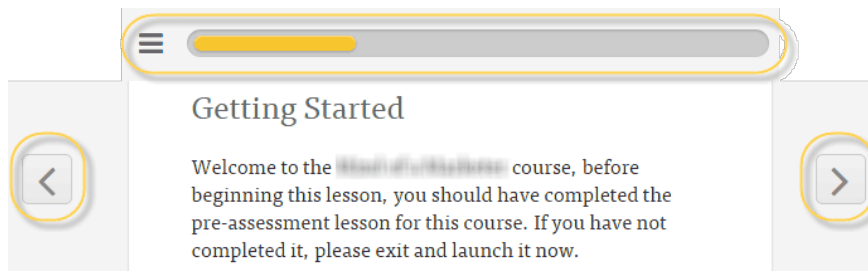 Getting Started
Welcome to the course, before
beginning this lesson, you should have completed the
pre-assessment lesson for this course. If you have not
completed it, please exit and launch it now.